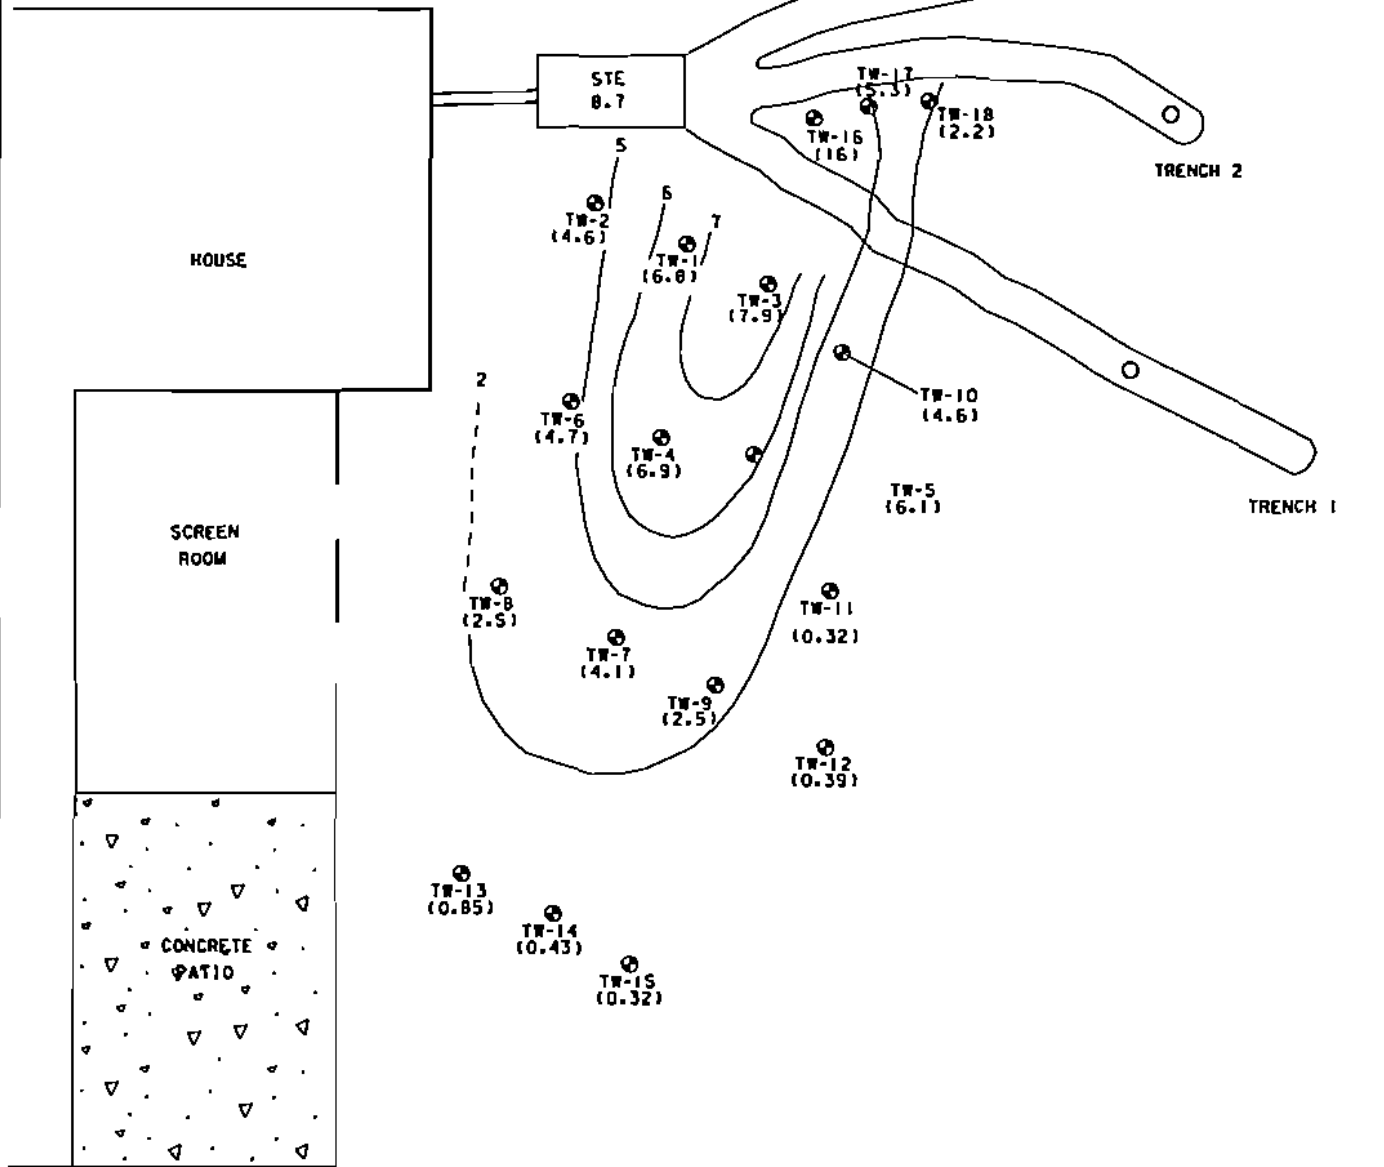 STE
8.7
TW-17
(5.3)
TW-18
(2.2)
TW-16
(16)
TRENCH 2
5
6
7
TW-2
(4.6)
TW-1
(6.8)
HOUSE
TW-3
(7.9)
2
TW-10
(4.6)
TW-6
(4.7)
TW-4
(6.9)
TW-5
(6.1)
TRENCH 1
SCREEN
ROOM
TW-8
(2.5)
TW-11
(0.32)
TW-7
(4.1)
TW-9
(2.5)
TW-12
(0.39)
TW-13
(0.85)
TW-14
(0.43)
CONCRETE
PATIO
TW-15
(0.32)